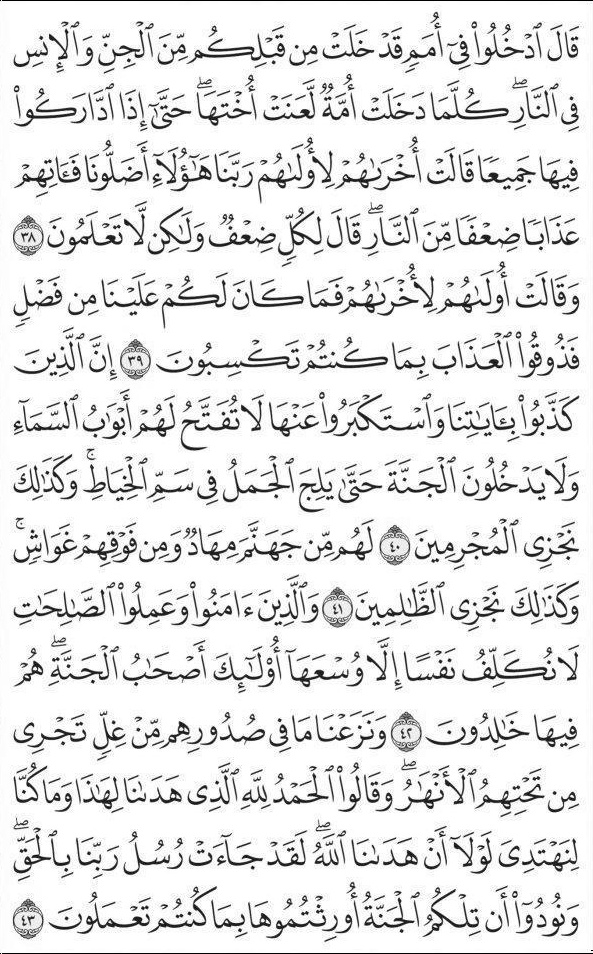 قَالَ ٱدْخُلُوا۟ فِىٓ أُمَمٍ قَدْ خَلَتْ مِن قَبْلِكُم مِّنَ ٱلْجِنِّ وَٱلْإِنسِ
فِى ٱلنَّارِ ۖ كُلَّمَا دَخَلَتْ أُمَّةٌ لَّعَنَتْ أُخْتَهَا ۖ حَتَّىٰٓ إِذَا ٱدَّارَكُوا۟
فِيهَا جَمِيعًا قَالَتْ أُخْرَىٰهُمْ لِأُولَىٰهُمْ رَبَّنَا هَٰٓؤُلَآءِ أَضَلُّونَا فَـَٔاتِهِمْ
عَذَابًا ضِعْفًا مِّنَ ٱلنَّارِ ۖ قَالَ لِكُلٍّ ضِعْفٌ وَلَٰكِن لَّا تَعْلَمُونَ ٣٨
وَقَالَتْ أُولَىٰهُمْ لِأُخْرَىٰهُمْ فَمَا كَانَ لَكُمْ عَلَيْنَا مِن فَضْلٍ
فَذُوقُوا۟ ٱلْعَذَابَ بِمَا كُنتُمْ تَكْسِبُونَ ٣٩ إِنَّ ٱلَّذِينَ
كَذَّبُوا۟ بِـَٔايَٰتِنَا وَٱسْتَكْبَرُوا۟ عَنْهَا لَا تُفَتَّحُ لَهُمْ أَبْوَٰبُ ٱلسَّمَآءِ
وَلَا يَدْخُلُونَ ٱلْجَنَّةَ حَتَّىٰ يَلِجَ ٱلْجَمَلُ فِى سَمِّ ٱلْخِيَاطِ ۚ وَكَذَٰلِكَ
نَجْزِى ٱلْمُجْرِمِينَ ٤٠ لَهُم مِّن جَهَنَّمَ مِهَادٌ وَمِن فَوْقِهِمْ غَوَاشٍ ۚ
وَكَذَٰلِكَ نَجْزِى ٱلظَّٰلِمِينَ ٤١ وَٱلَّذِينَ ءَامَنُوا۟ وَعَمِلُوا۟ ٱلصَّٰلِحَٰتِ
لَا نُكَلِّفُ نَفْسًا إِلَّا وُسْعَهَآ أُو۟لَٰٓئِكَ أَصْحَٰبُ ٱلْجَنَّةِ ۖ هُمْ
فِيهَا خَٰلِدُونَ ٤٢ وَنَزَعْنَا مَا فِى صُدُورِهِم مِّنْ غِلٍّ تَجْرِى
مِن تَحْتِهِمُ ٱلْأَنْهَٰرُ ۖ وَقَالُوا۟ ٱلْحَمْدُ لِلَّهِ ٱلَّذِى هَدَىٰنَا لِهَٰذَا وَمَا كُنَّا
لِنَهْتَدِىَ لَوْلَآ أَنْ هَدَىٰنَا ٱللَّهُ ۖ لَقَدْ جَآءَتْ رُسُلُ رَبِّنَا بِٱلْحَقِّ ۖ
وَنُودُوٓا۟ أَن تِلْكُمُ ٱلْجَنَّةُ أُورِثْتُمُوهَا بِمَا كُنتُمْ تَعْمَلُونَ ٤٣